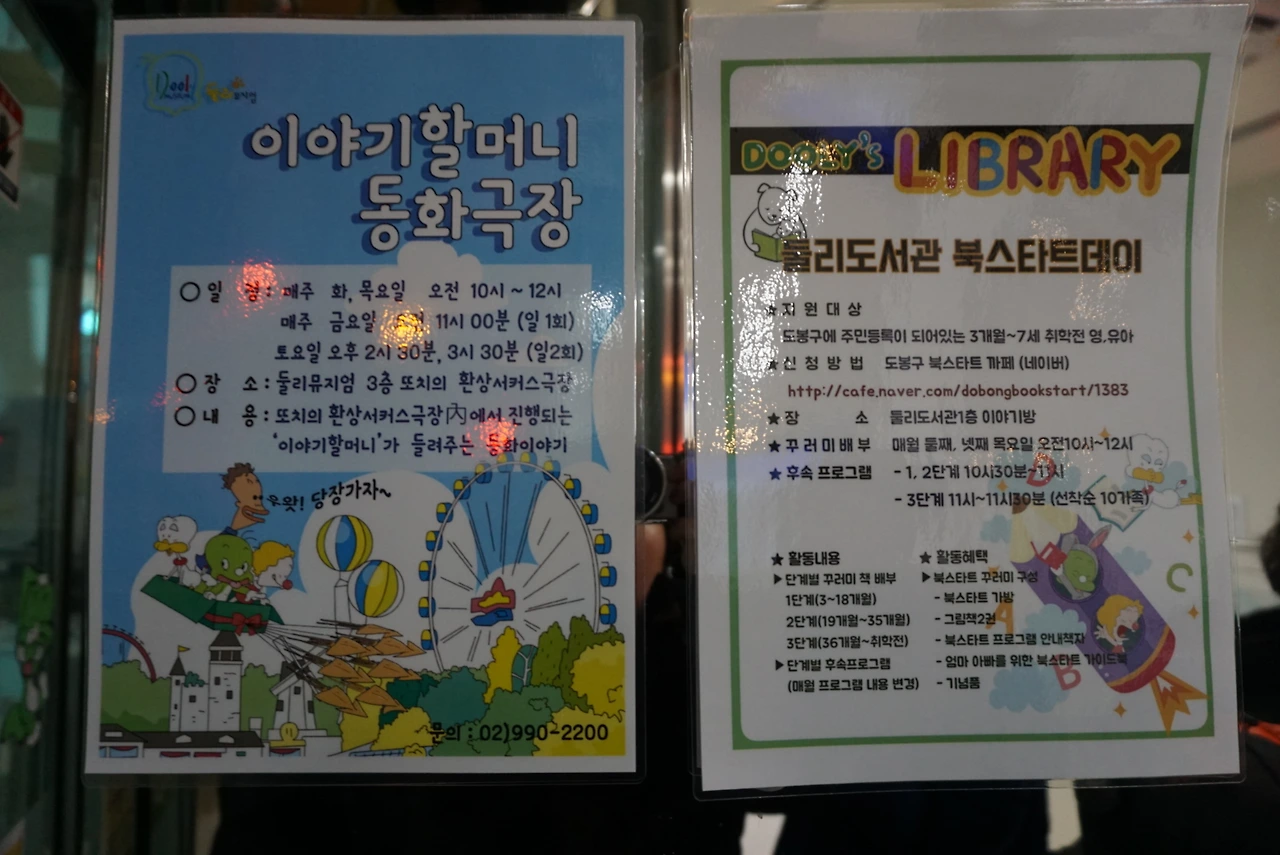 이야기할머니
동화극장
○ 일 정 : 매주 화, 목요일 오전 10시 ~ 12시
매주 금요일 11시 00분 (일 1회)
토요일 오후 2시 30분, 3시 30분 (일2회)
○ 장 소 : 둘리뮤지엄 3층 또치의 환상서커스극장
○ 내 용 : 또치의 환상서커스극장內에서 진행되는
'이야기할머니'가 들려주는 동화이야기
우왓! 당장가자~
문의 : 02)990-2200
DOOLY's LIBRARY
둘리도서관 북스타트데이
★ 지 원 대 상
도봉구에 주민등록이 되어있는 3개월~7세 취학전 영,유아
★ 신 청 방 법 도봉구 북스타트 까페 (네이버)
http://cafe.naver.com/dobongbookstart/1383
★ 장 소 둘리도서관1층 이야기방
★ 꾸러미배부 매월 둘째, 넷째 목요일 오전10시~12시
★ 후속 프로그램 - 1, 2단계 10시30분~11시
- 3단계 11시~11시30분 (선착순 10가족)
★ 활동내용
▶ 단계별 꾸러미 책 배부
1단계(3~18개월)
2단계(19개월~35개월)
3단계(36개월~취학전)
▶ 단계별 후속프로그램
(매월 프로그램 내용 변경)
★ 활동혜택
▶ 북스타트 꾸러미 구성
- 북스타트 가방
- 그림책2권
- 북스타트 프로그램 안내책자
- 엄마 아빠를 위한 북스타트 가이드북
- 기념품